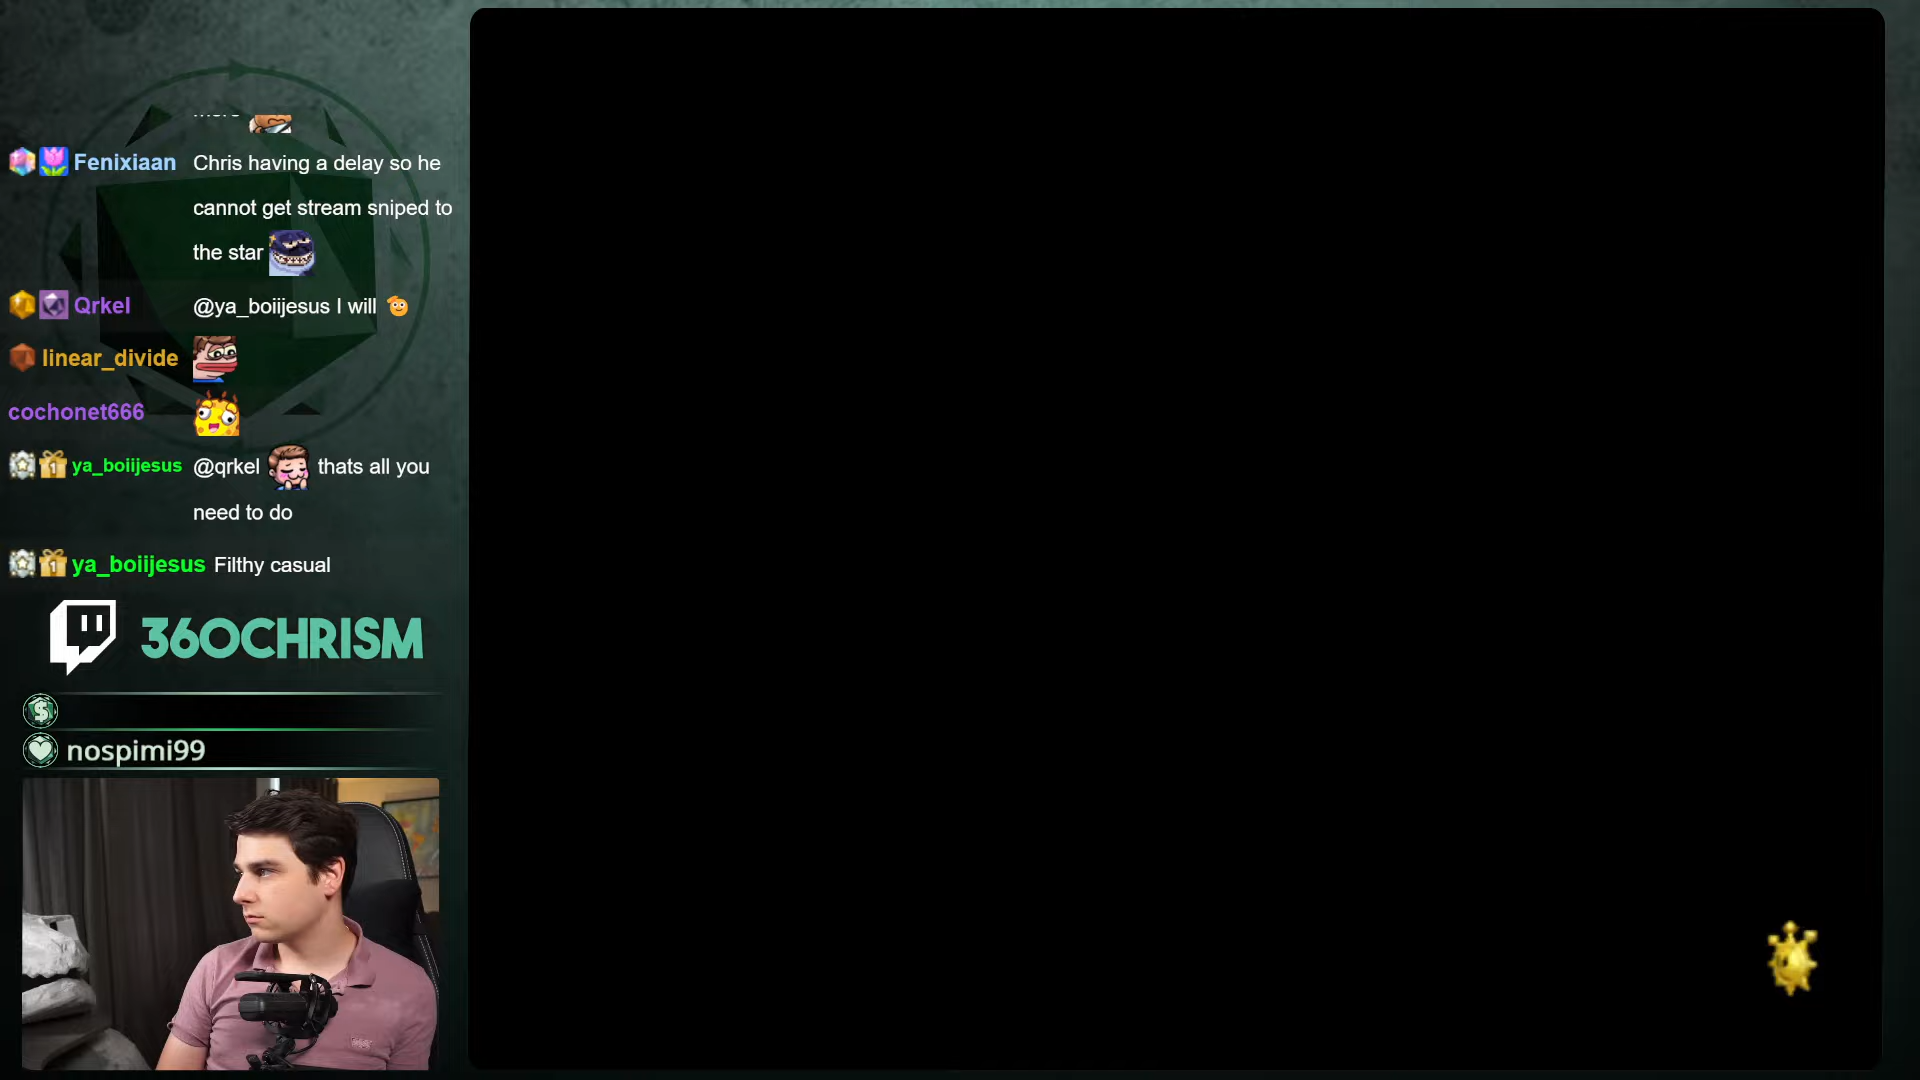 Fenixiaan Chris having a delay so he
cannot get stream sniped to
the star
Qrkel @ya_boiijesus I will
linear_divide
cochonet666
ya_boiijesus @qrkel thats all you
need to do
ya_boiijesus Filthy casual
360CHRISM
$
nospimi99